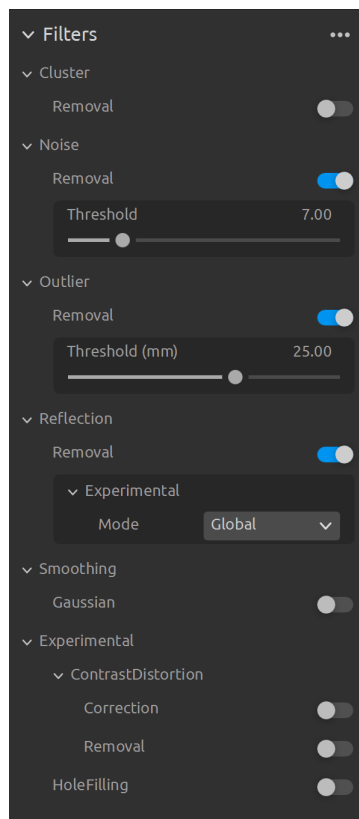 Filters
Cluster
Removal
Noise
Removal
Threshold 7.00
Outlier
Removal
Threshold (mm) 25.00
Reflection
Removal
Experimental
Mode Global
Smoothing
Gaussian
Experimental
ContrastDistortion
Correction
Removal
HoleFilling